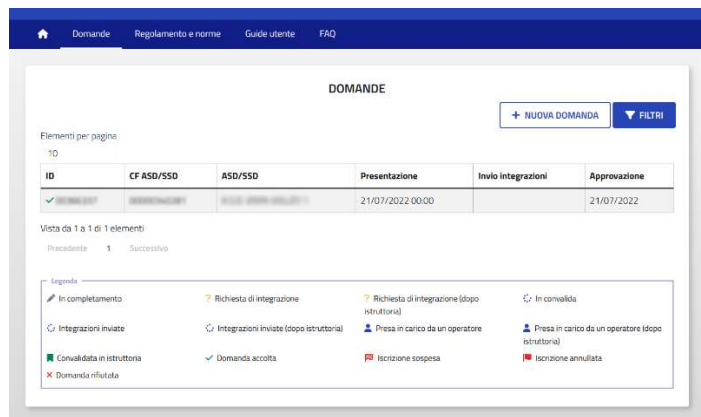 Domande Regolamento e norme Guide utente FAQ
DOMANDE
+ NUOVA DOMANDA FILTRI
Elementi per pagina
10
ID CF ASD/SSD ASD/SSD Presentazione Invio integrazioni Approvazione
21/07/2022 00:00 21/07/2022
Vista da 1 a 1 di 1 elementi
Precedente 1 Successivo
Legenda
In completamento ? Richiesta di integrazione ? Richiesta di integrazione (dopo istruttoria) In convalida
Integrazioni inviate Integrazioni inviate (dopo istruttoria) Presa in carico da un operatore Presa in carico da un operatore (dopo istruttoria)
Convalidata in istruttoria Domanda accolta Iscrizione sospesa Iscrizione annullata
Domanda rifiutata